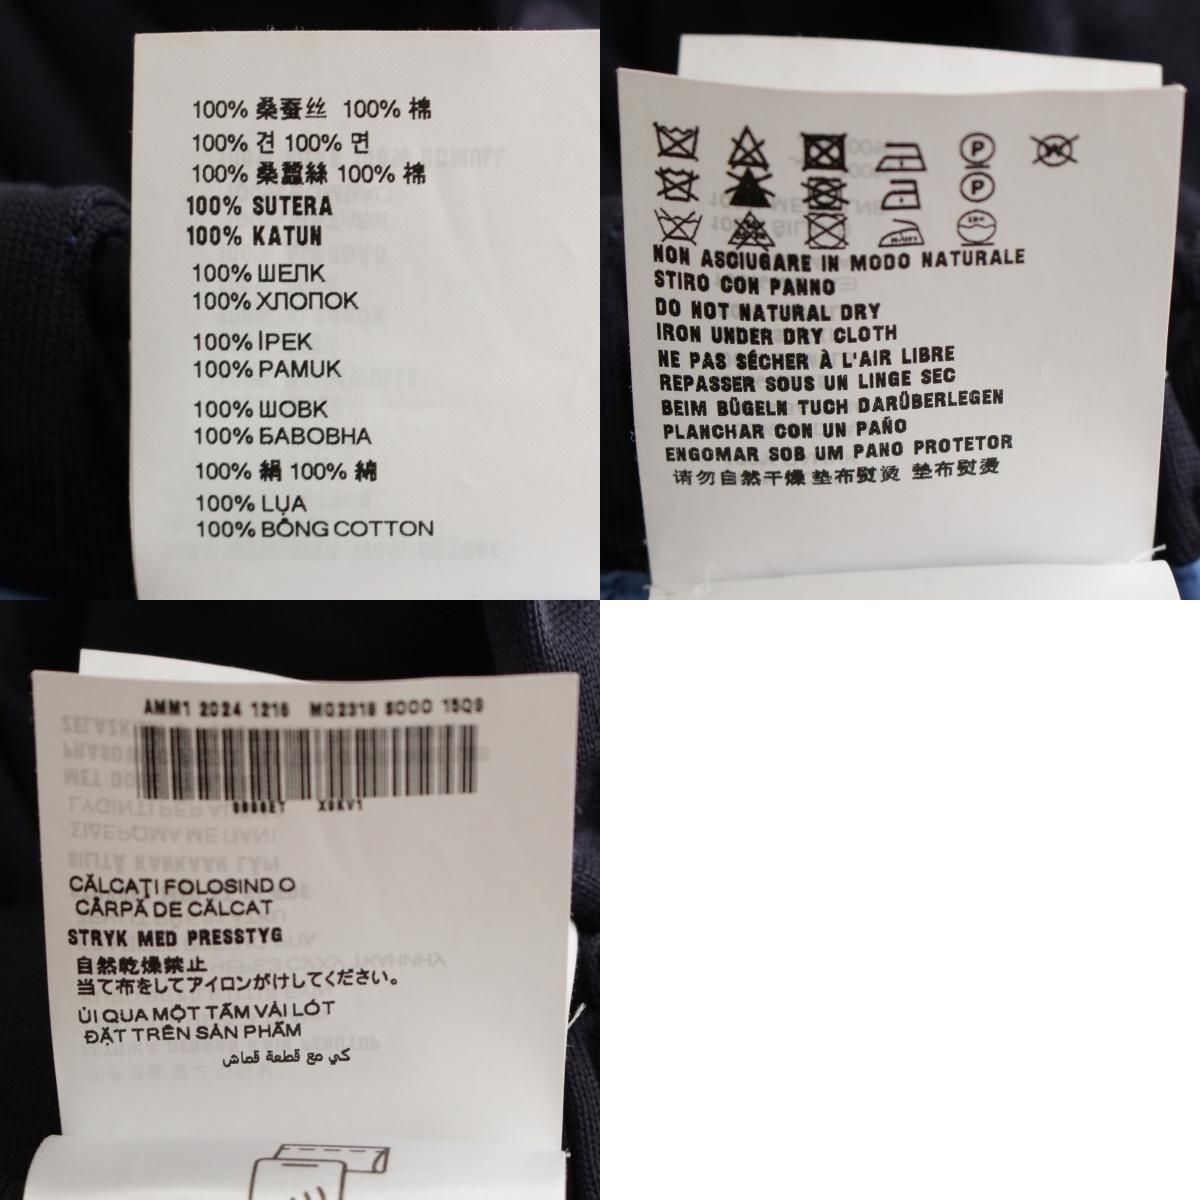 100% 桑蚕丝 100% 棉
100% 견 100% 면
100% 桑蠶絲 100% 棉
100% SUTERA
100% KATUN
100% ШЕЛК
100% ХЛОПОК
100% İPEK
100% PAMUK
100% ШОВК
100% БАВОВНА
100% 絹 100% 綿
100% LỤA
100% BÔNG COTTON
P
W
P
NON ASCIUGARE IN MODO NATURALE
STIRO CON PANNO
DO NOT NATURAL DRY
IRON UNDER DRY CLOTH
NE PAS SÉCHER À L'AIR LIBRE
REPASSER SOUS UN LINGE SEC
BEIM BÜGELN TUCH DARÜBERLEGEN
PLANCHAR CON UN PAÑO
ENGOMAR SOB UM PANO PROTETOR
请勿自然干燥 垫布熨烫 墊布熨燙
AMM1 2024 1216 MG2318 SOOO 15Q9
X0KV1
CĂLCAȚI FOLOSIND O
CÂRPĂ DE CĂLCAT
STRYK MED PRESSTYG
自然乾燥禁止
当て布をしてアイロンがけしてください。
ỦI QUA MỘT TẤM VẢI LÓT
ĐẶT TRÊN SẢN PHẨM
كي مع قطعة قماش